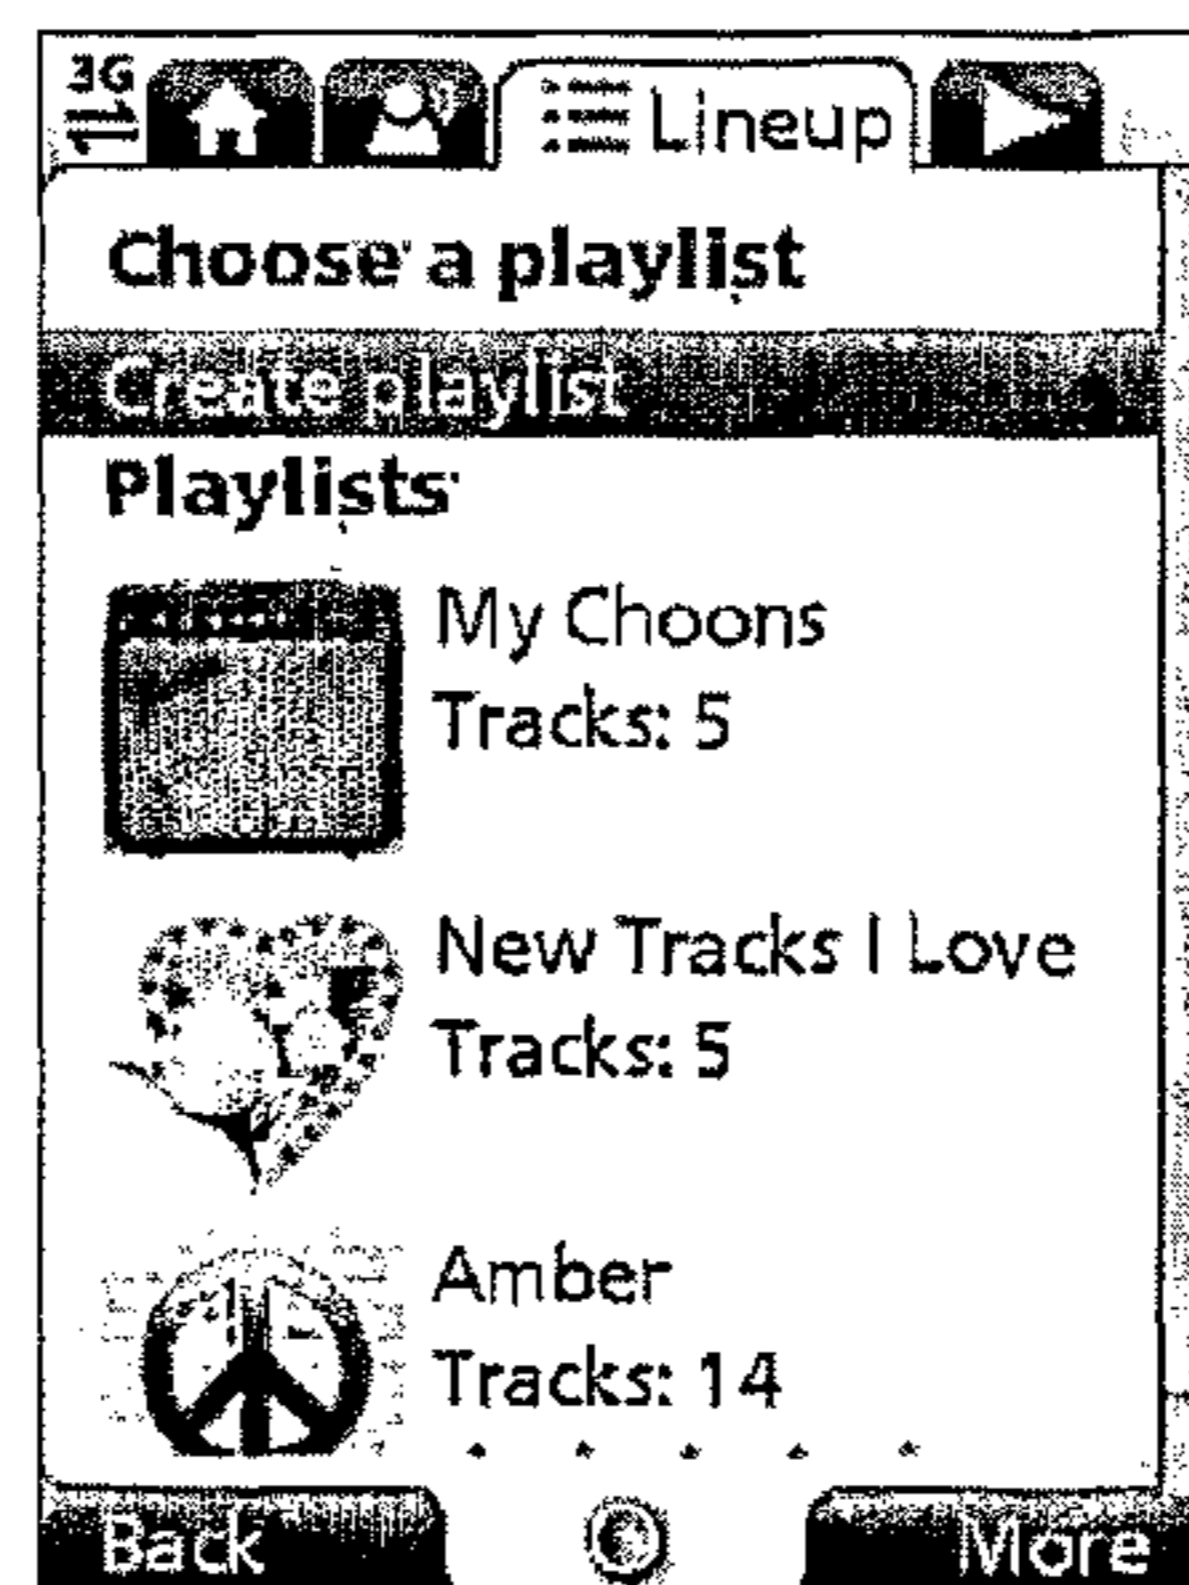 3G
Lineup
Choose a playlist
Create playlist
Playlists
My Choons
Tracks: 5
New Tracks I Love
Tracks: 5
Amber
Tracks: 14
Back
More